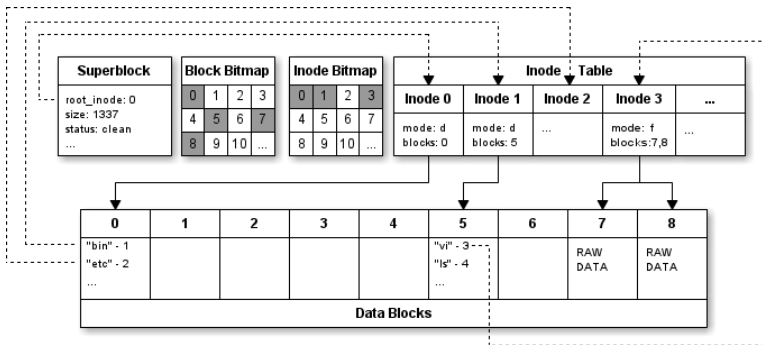 Superblock
root_inode: 0
size: 1337
status: clean
...
Block Bitmap
0 1 2 3
4 5 6 7
8 9 10 ...
Inode Bitmap
0 1 2 3
4 5 6 7
8 9 10 ...
Inode Table
Inode 0 Inode 1 Inode 2 Inode 3 ...
mode: d
blocks: 0
mode: d
blocks: 5
...
mode: f
blocks:7,8
...
0 1 2 3 4 5 6 7 8
"bin" - 1
"etc" - 2
...
"vi" - 3
"ls" - 4
...
RAW
DATA
RAW
DATA
Data Blocks